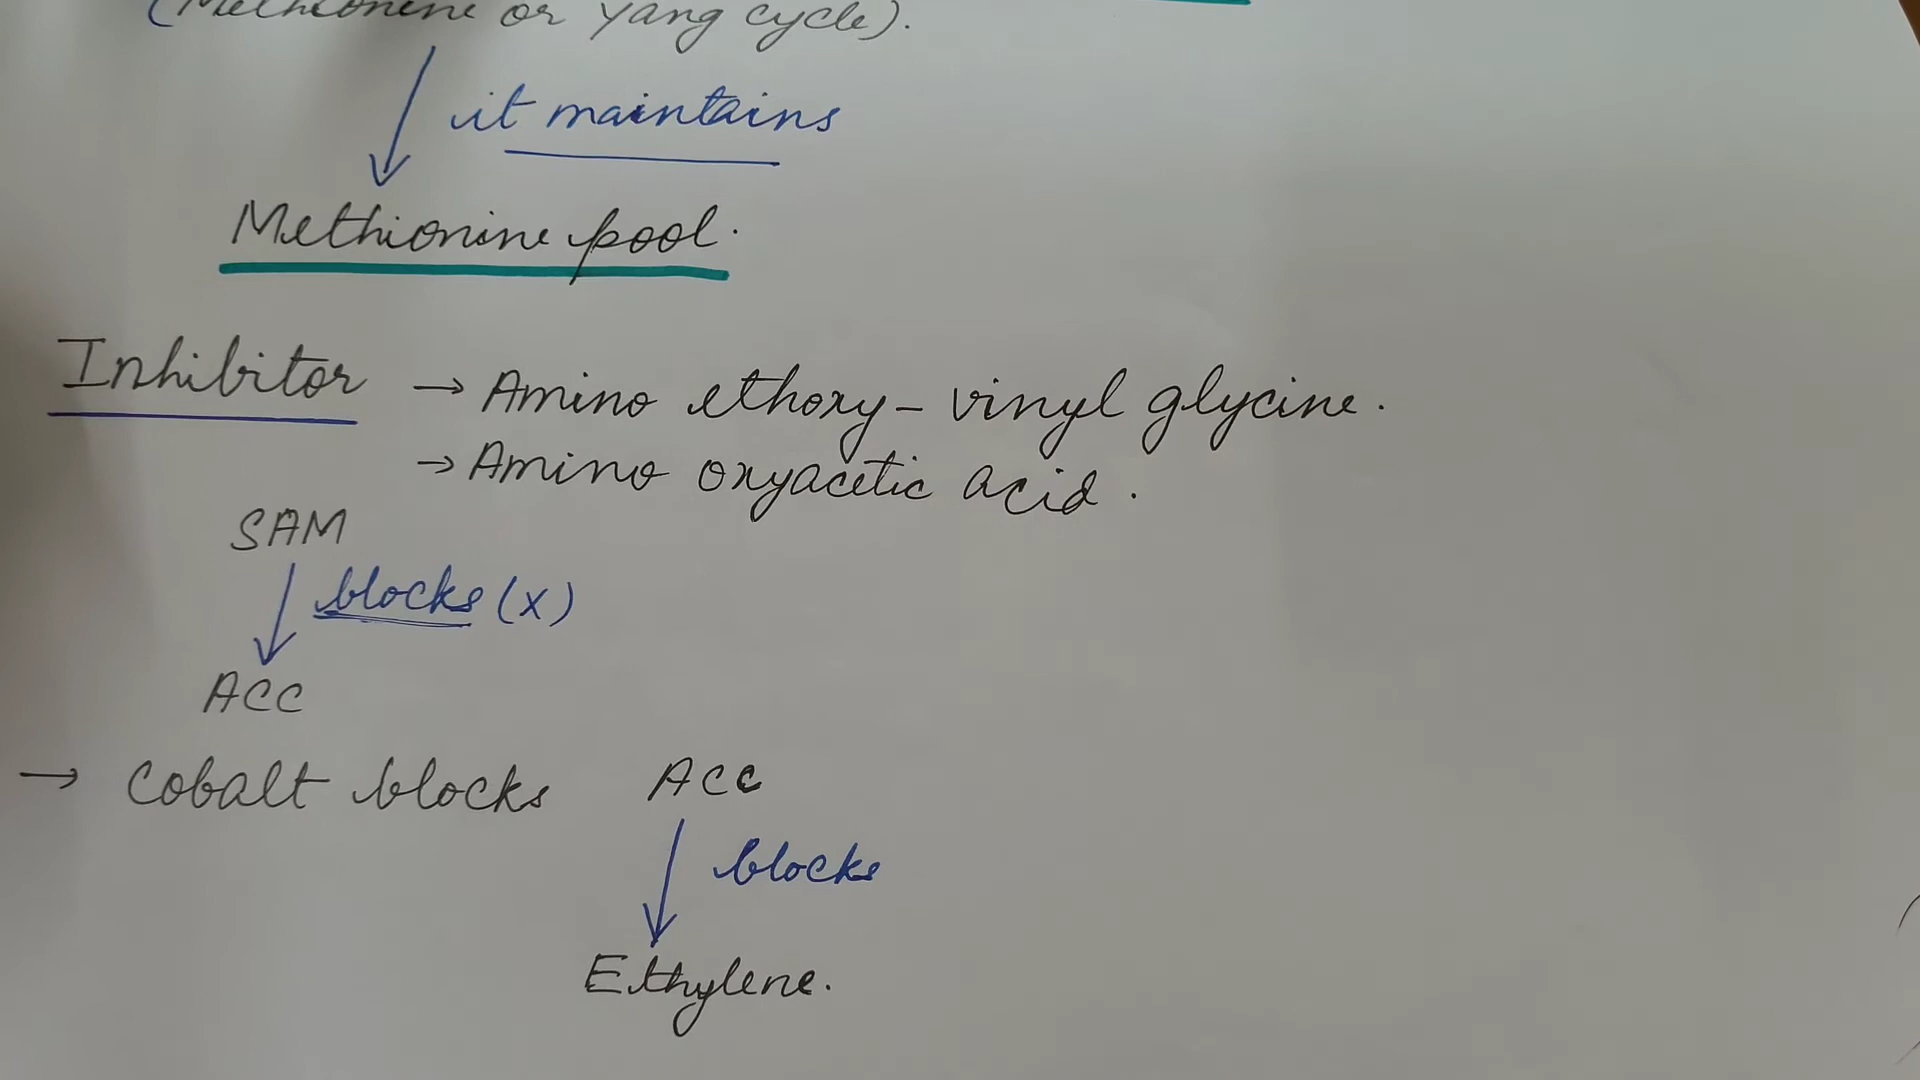 (Methionine or Yang cycle).
it maintains
Methionine pool.
Inhibitor → Amino ethoxy - vinyl glycine.
→ Amino oxyacetic acid.
SAM
blocks (x)
ACC
→ Cobalt blocks ACC
blocks
Ethylene.